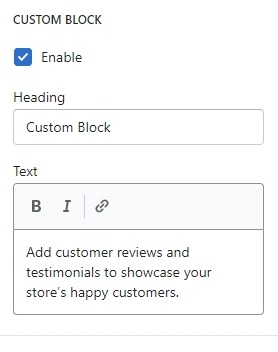 CUSTOM BLOCK
Enable
Heading
Custom Block
Text
B I
Add customer reviews and
testimonials to showcase your
store's happy customers.